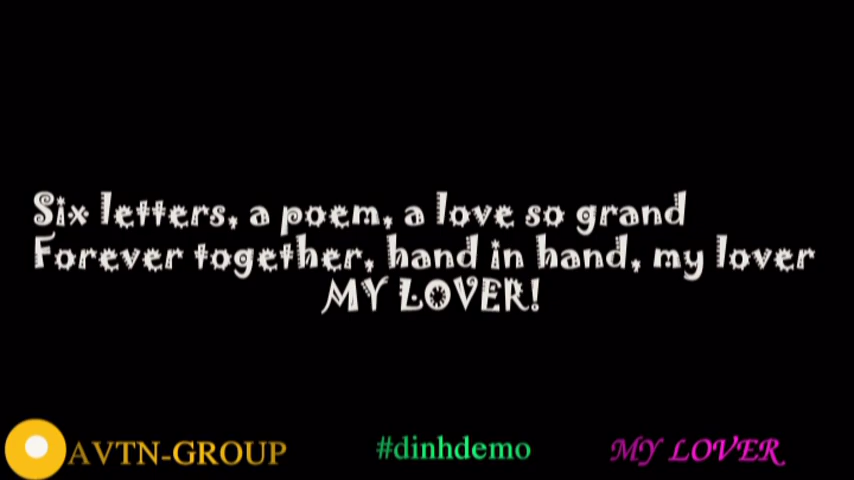 Six letters, a poem, a love so grand
Forever together, hand in hand, my lover
MY LOVER!
AVTN-GROUP
#dinhdemo
MY LOVER